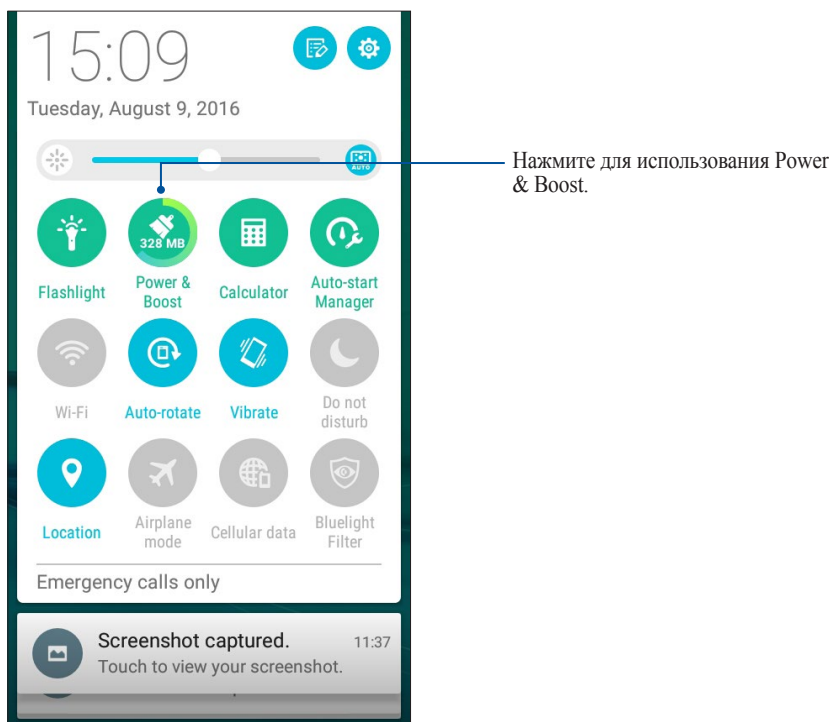 15:09
Tuesday, August 9, 2016
AUTO
Нажмите для использования Power
& Boost.
328 MB
Flashlight
Power &
Boost
Calculator
Auto-start
Manager
Wi-Fi
Auto-rotate
Vibrate
Do not
disturb
Location
Airplane
mode
Cellular data
Bluelight
Filter
Emergency calls only
Screenshot captured.
11:37
Touch to view your screenshot.